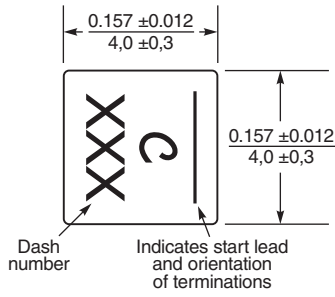 0.157 ±0.012
4,0 ±0,3
XXX
C
0.157 ±0.012
4,0 ±0,3
Dash
number
Indicates start lead
and orientation
of terminations